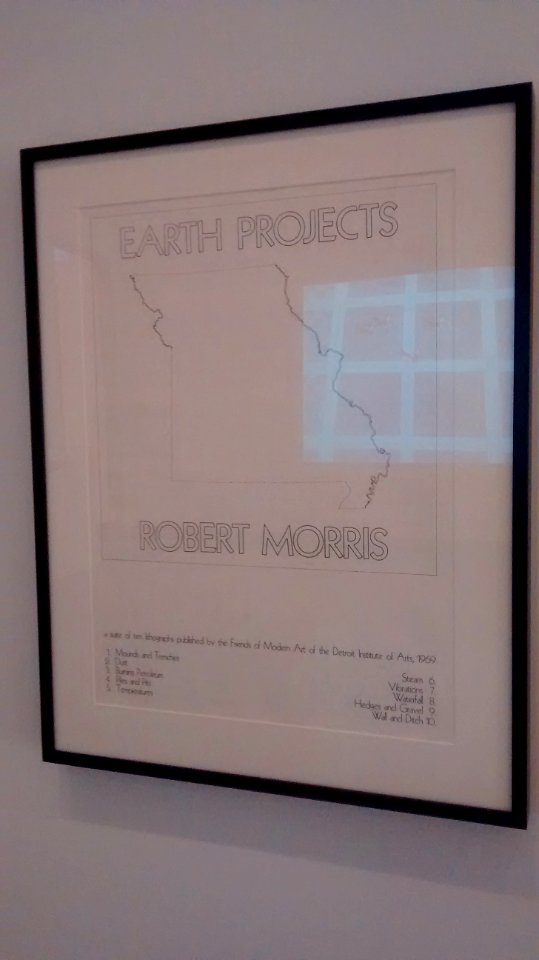 EARTH PROJECTS
ROBERT MORRIS
a suite of ten lithographs published by the Friends of Modern Art of the Detroit Institute of Arts, 1969
1. Mounds and Trenches
2. Dust
3. Burning Petroleum
4. Piles and Pits
5. Temperatures
Steam 6.
Vibrations 7.
Waterfall 8.
Hedges and Gravel 9.
Wall and Ditch 10.